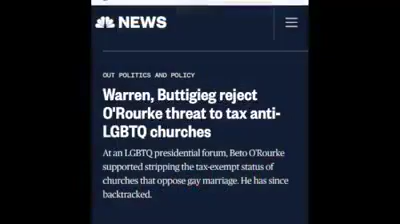 NEWS
OUT POLITICS AND POLICY
Warren, Buttigieg reject
O'Rourke threat to tax anti-
LGBTQ churches
At an LGBTQ presidential forum, Beto O'Rourke
supported stripping the tax-exempt status of
churches that oppose gay marriage. He has since
backtracked.